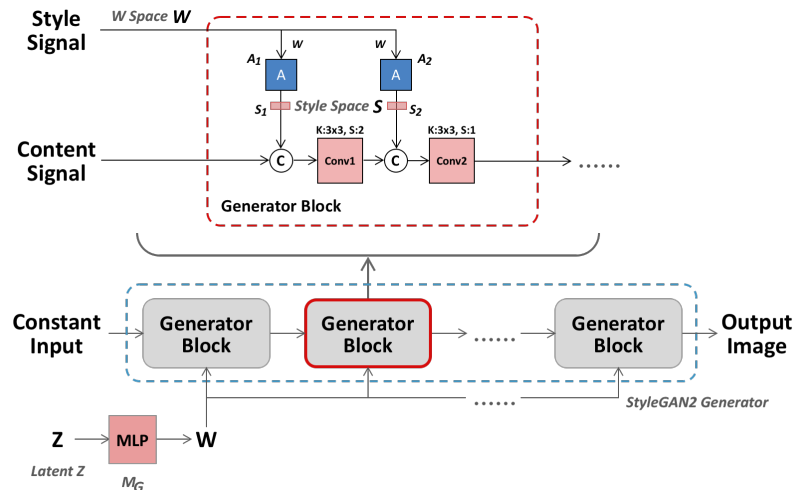 Style
Signal
W Space W
W
W
A1
A
A2
A
S1
Style Space S
S2
K:3x3, S:2
K:3x3, S:1
Content
Signal
C
Conv1
C
Conv2
......
Generator Block
Constant
Input
Generator
Block
Generator
Block
......
Generator
Block
Output
Image
......
StyleGAN2 Generator
Z
MLP
W
Latent Z
MG